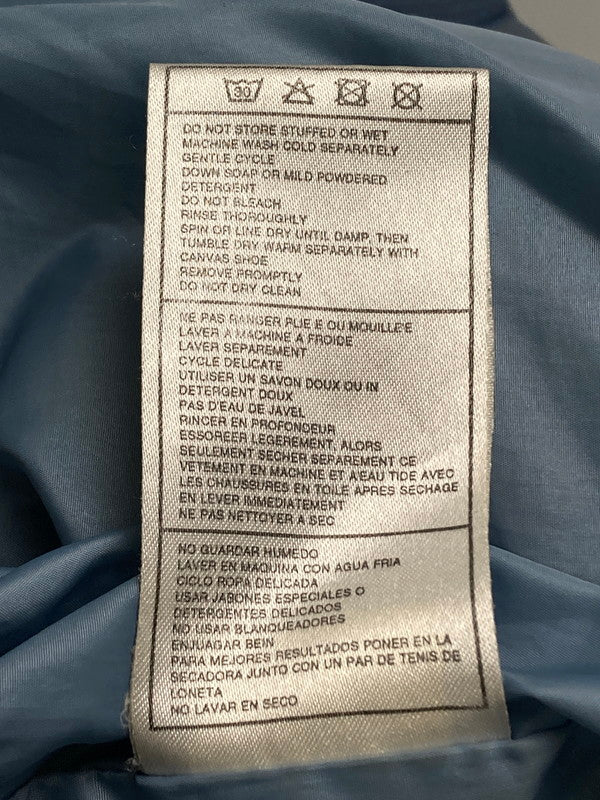 30
DO NOT STORE STUFFED OR WET
MACHINE WASH COLD SEPARATELY
GENTLE CYCLE
DOWN SOAP OR MILD POWDERED
DETERGENT
DO NOT BLEACH
RINSE THOROUGHLY
SPIN OR LINE DRY UNTIL DAMP, THEN
TUMBLE DRY WARM SEPARATELY WITH
CANVAS SHOE
REMOVE PROMPTLY
DO NOT DRY CLEAN
NE PAS RANGER PLIE E OU MOUILLE'E
LAVER A MACHINE A FROIDE
LAVER SEPAREMENT
CYCLE DELICATE
UTILISER UN SAVON DOUX OU IN
DETERGENT DOUX
PAS D'EAU DE JAVEL
RINCER EN PROFONDEUR
ESSOREER LEGEREMENT, ALORS
SEULEMENT SECHER SEPAREMENT CE
VETEMENT EN MACHINE ET A'EAU TIDE AVEC
LES CHAUSSURES EN TOILE APRES SECHAGE
EN LEVER IMMEDIATEMENT
NE PAS NETTOYER A SEC
NO GUARDAR HUMEDO
LAVER EN MAQUINA CON AGUA FRIA
CICLO ROPA DELICADA
USAR JABONES ESPECIALES O
DETERGENTES DELICADOS
NO USAR BLANQUEADORES
ENJUAGAR BEIN
PARA MEJORES RESULTADOS PONER EN LA
SECADORA JUNTO CON UN PAR DE TENIS DE
LONETA
NO LAVAR EN SECO